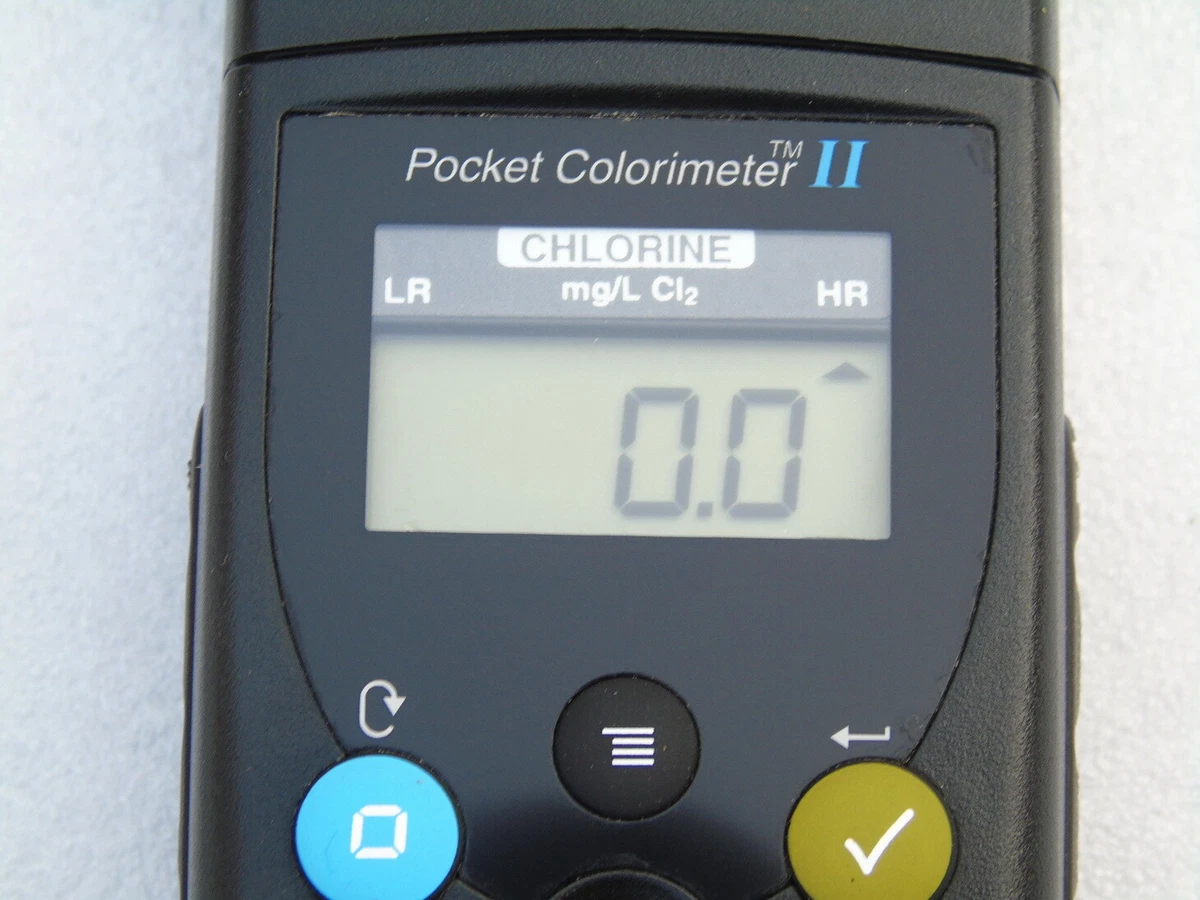 Pocket Colorimeter™ II
CHLORINE
LR mg/L Cl₂ HR
0.0